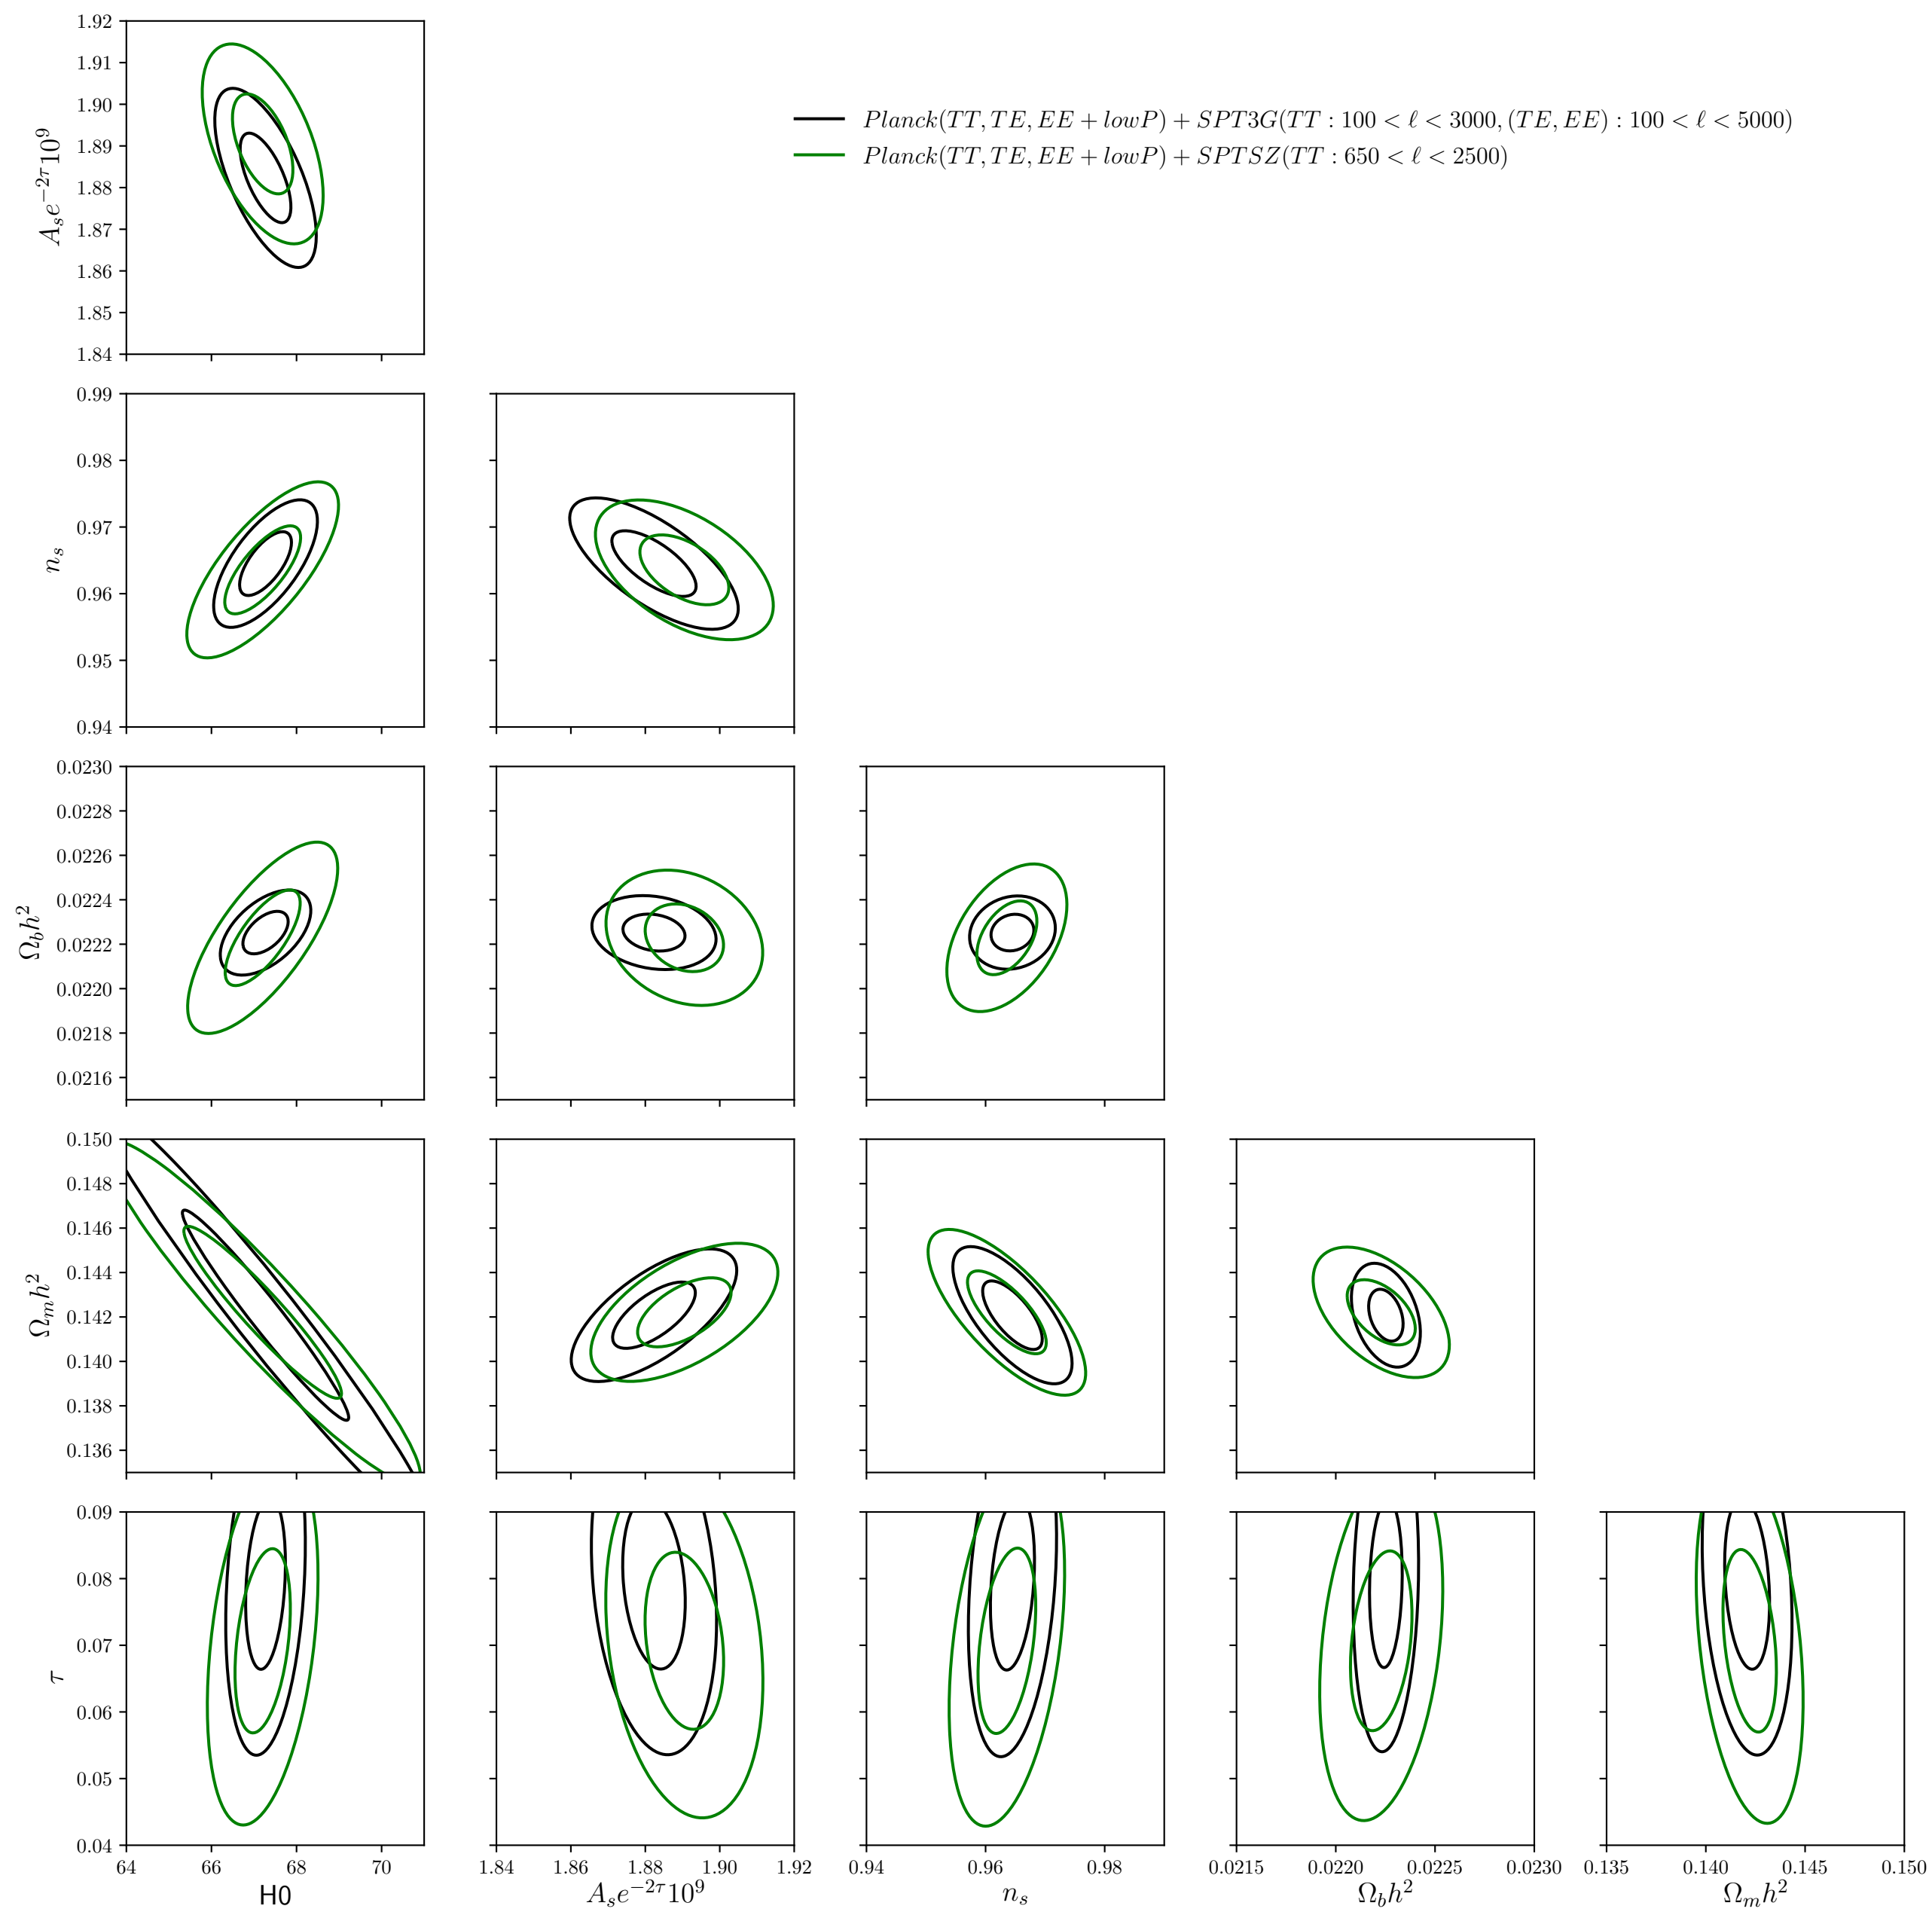 1.92
1.91
1.90
1.89
1.88
1.87
1.86
1.85
1.84
A_s e^{−2τ}10^9
Planck(TT, TE, EE + lowP) + SPT3G(TT : 100 < ℓ < 3000, (TE, EE) : 100 < ℓ < 5000)
Planck(TT, TE, EE + lowP) + SPTSZ(TT : 650 < ℓ < 2500)
0.99
0.98
0.97
0.96
0.95
0.94
n_s
0.0230
0.0228
0.0226
0.0224
0.0222
0.0220
0.0218
0.0216
Ω_b h^2
0.150
0.148
0.146
0.144
0.142
0.140
0.138
0.136
Ω_m h^2
0.09
0.08
0.07
0.06
0.05
0.04
τ
64 66 68 70
1.84 1.86 1.88 1.90 1.92
0.94 0.96 0.98
0.0215 0.0220 0.0225 0.0230
0.135 0.140 0.145 0.150
H0
A_s e^{−2τ}10^9
n_s
Ω_b h^2
Ω_m h^2